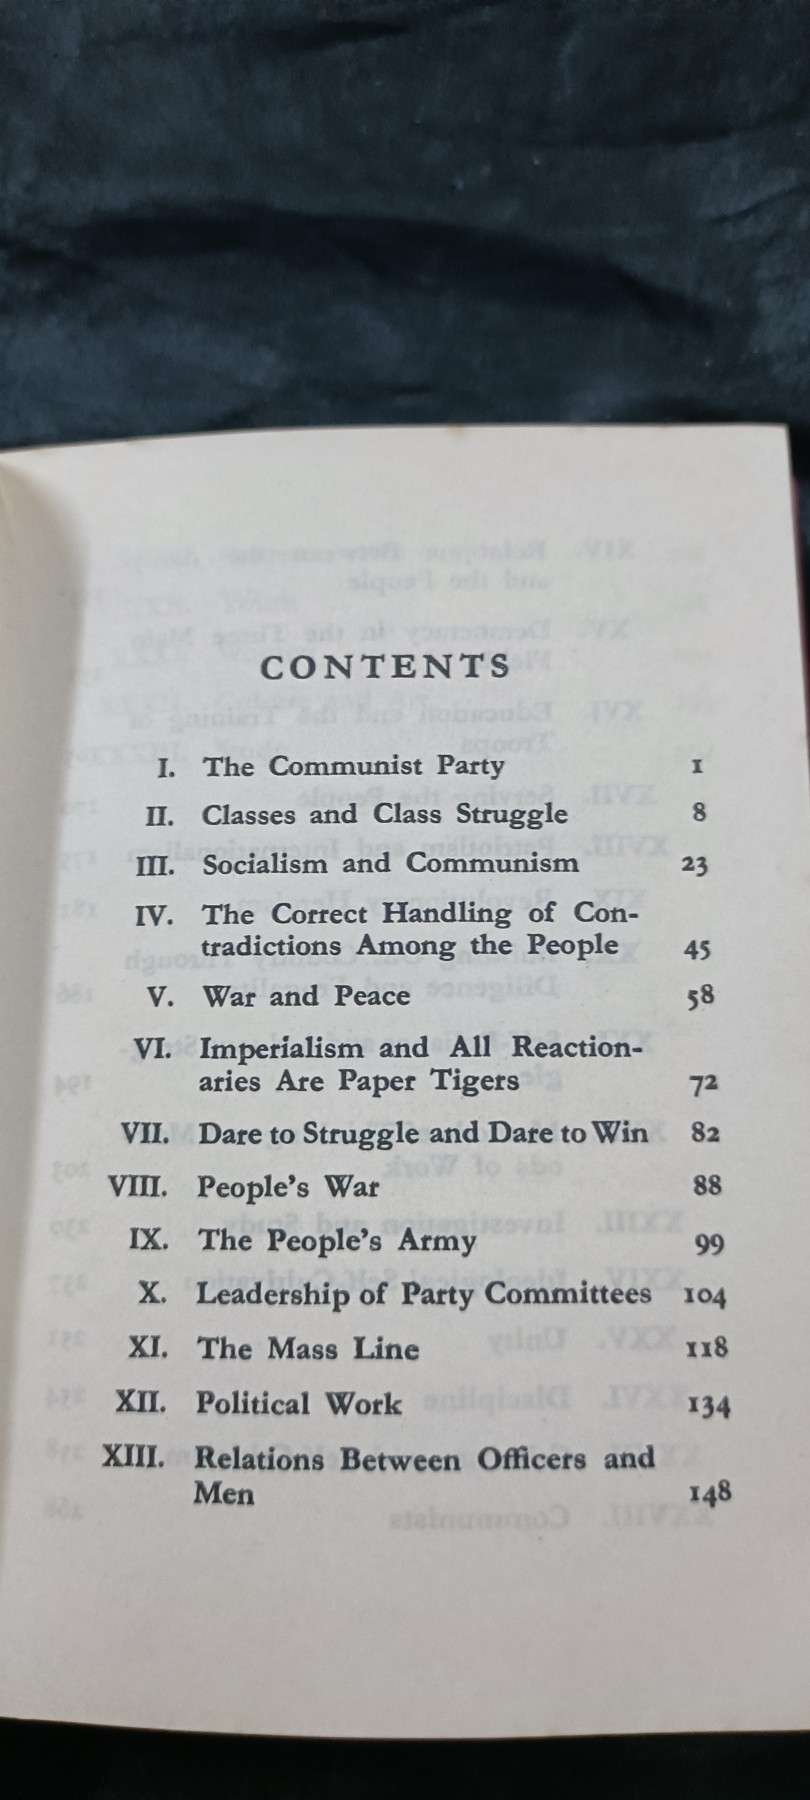 CONTENTS
I. The Communist Party 1
II. Classes and Class Struggle 8
III. Socialism and Communism 23
IV. The Correct Handling of Con-
tradictions Among the People 45
V. War and Peace 58
VI. Imperialism and All Reaction-
aries Are Paper Tigers 72
VII. Dare to Struggle and Dare to Win 82
VIII. People's War 88
IX. The People's Army 99
X. Leadership of Party Committees 104
XI. The Mass Line 118
XII. Political Work 134
XIII. Relations Between Officers and
Men 148